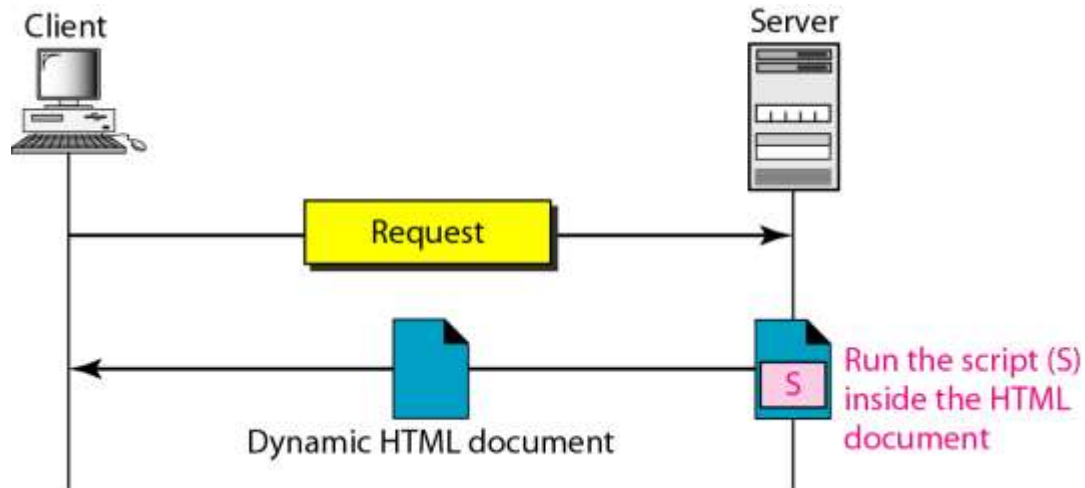 Client
Server
Request
S
Run the script (S)
inside the HTML
document
Dynamic HTML document